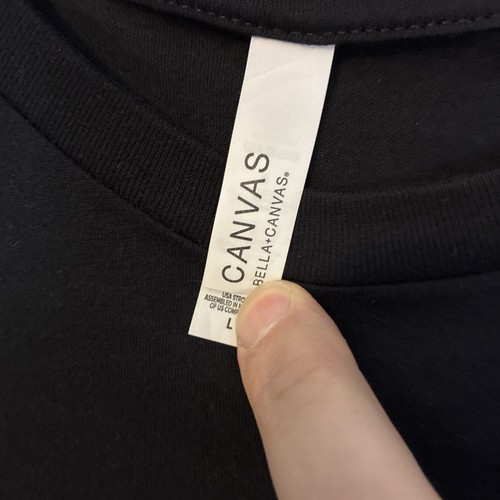 CANVAS
BELLA+CANVAS®
USA
ASSEMBLED IN
OF US
L